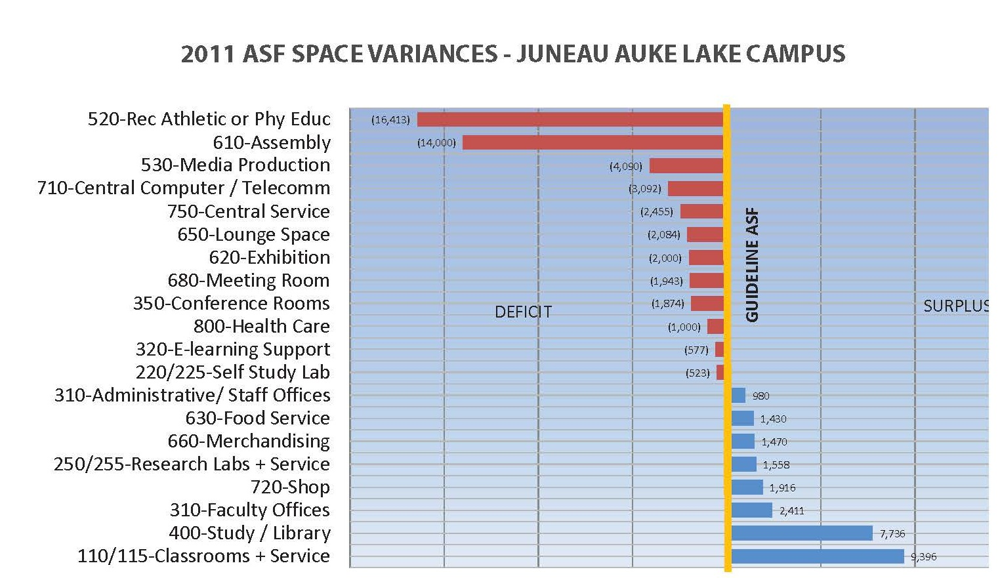 2011 ASF SPACE VARIANCES - JUNEAU AUKE LAKE CAMPUS
520-Rec Athletic or Phy Educ (16,413)
610-Assembly (14,000)
530-Media Production (4,090)
710-Central Computer / Telecomm (3,092)
750-Central Service (2,455)
650-Lounge Space (2,084)
620-Exhibition (2,000)
680-Meeting Room (1,943)
350-Conference Rooms (1,874)
800-Health Care (1,000)
320-E-learning Support (577)
220/225-Self Study Lab (523)
310-Administrative/ Staff Offices 980
630-Food Service 1,430
660-Merchandising 1,470
250/255-Research Labs + Service 1,558
720-Shop 1,916
310-Faculty Offices 2,411
400-Study / Library 7,736
110/115-Classrooms + Service 9,396
DEFICIT
GUIDELINE ASF
SURPLUS